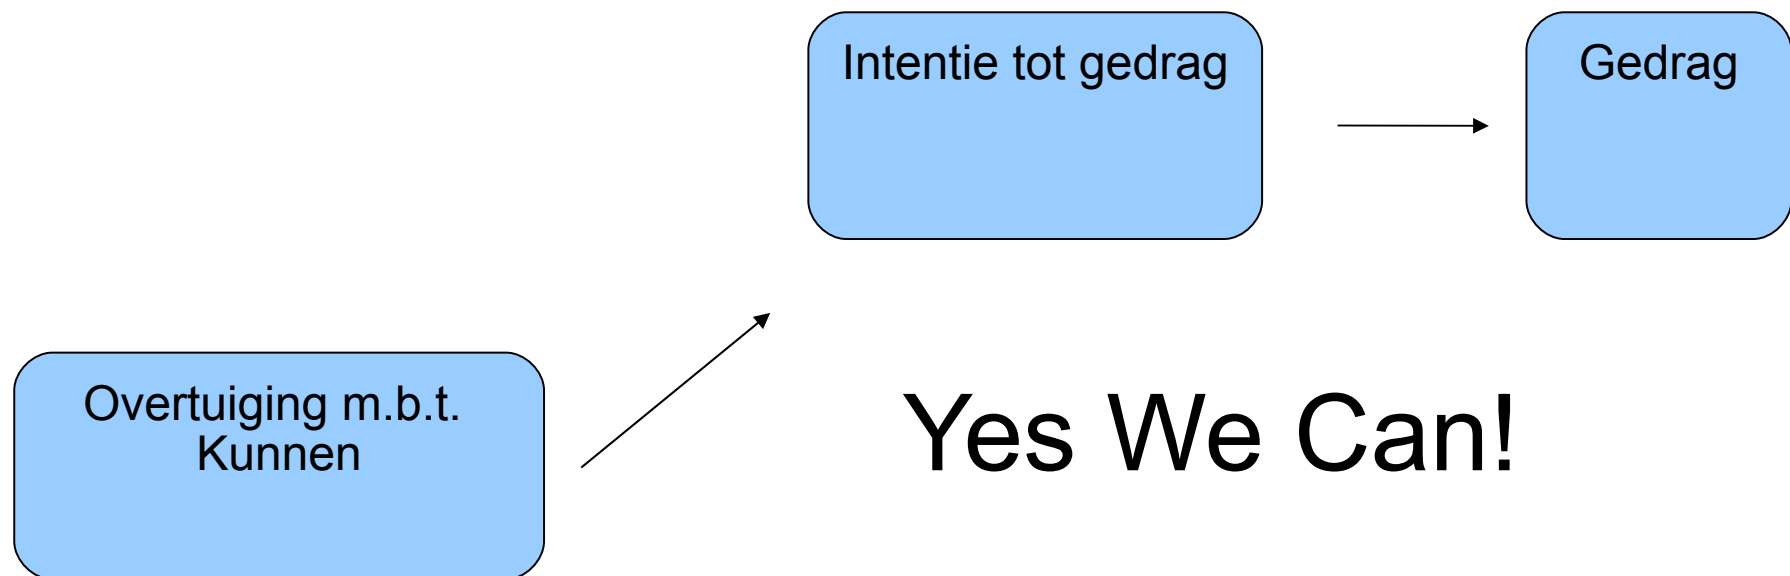 Intentie tot gedrag
Gedrag
Overtuiging m.b.t.
Kunnen
Yes We Can!